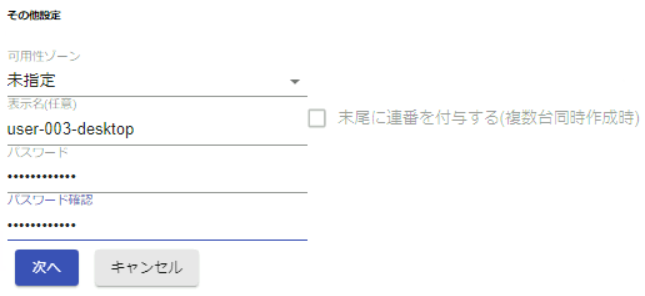 その他設定
可用性ゾーン
未指定
表示名(任意)
user-003-desktop
末尾に連番を付与する(複数台同時作成時)
パスワード
••••••••••••
パスワード確認
••••••••••••
次へ
キャンセル